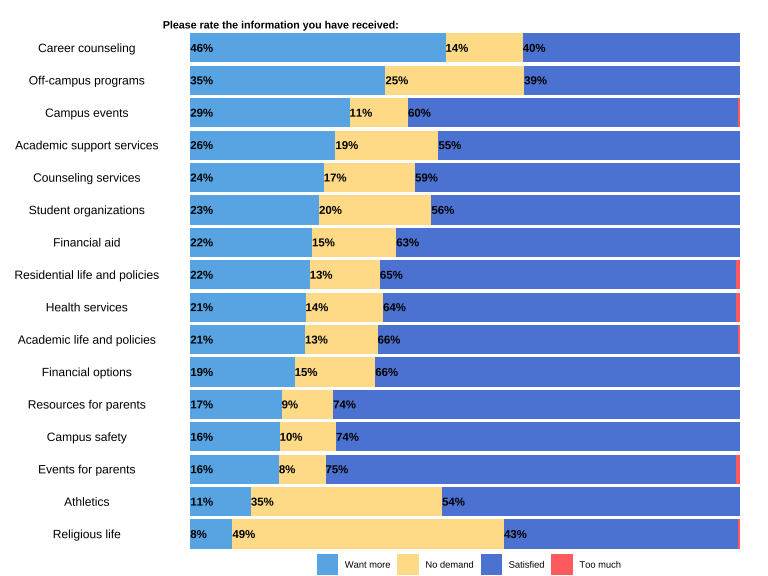 Please rate the information you have received:
Career counseling 46% 14% 40%
Off-campus programs 35% 25% 39%
Campus events 29% 11% 60%
Academic support services 26% 19% 55%
Counseling services 24% 17% 59%
Student organizations 23% 20% 56%
Financial aid 22% 15% 63%
Residential life and policies 22% 13% 65%
Health services 21% 14% 64%
Academic life and policies 21% 13% 66%
Financial options 19% 15% 66%
Resources for parents 17% 9% 74%
Campus safety 16% 10% 74%
Events for parents 16% 8% 75%
Athletics 11% 35% 54%
Religious life 8% 49% 43%
Want more No demand Satisfied Too much